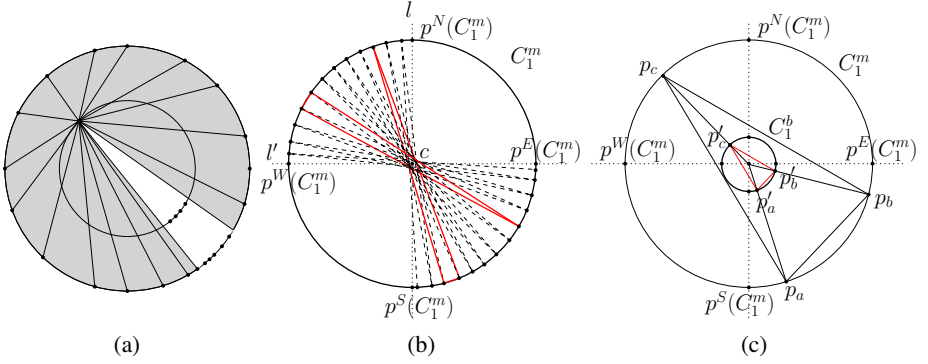 l
p^N(C_1^m)
C_1^m
l'
c
p^E(C_1^m)
p^W(C_1^m)
p^S(C_1^m)
p^N(C_1^m)
C_1^m
p_c
C_1^b
p'_c
p^W(C_1^m)
p^E(C_1^m)
p'_b
p'_a
p_b
p^S(C_1^m)
p_a
(a)
(b)
(c)